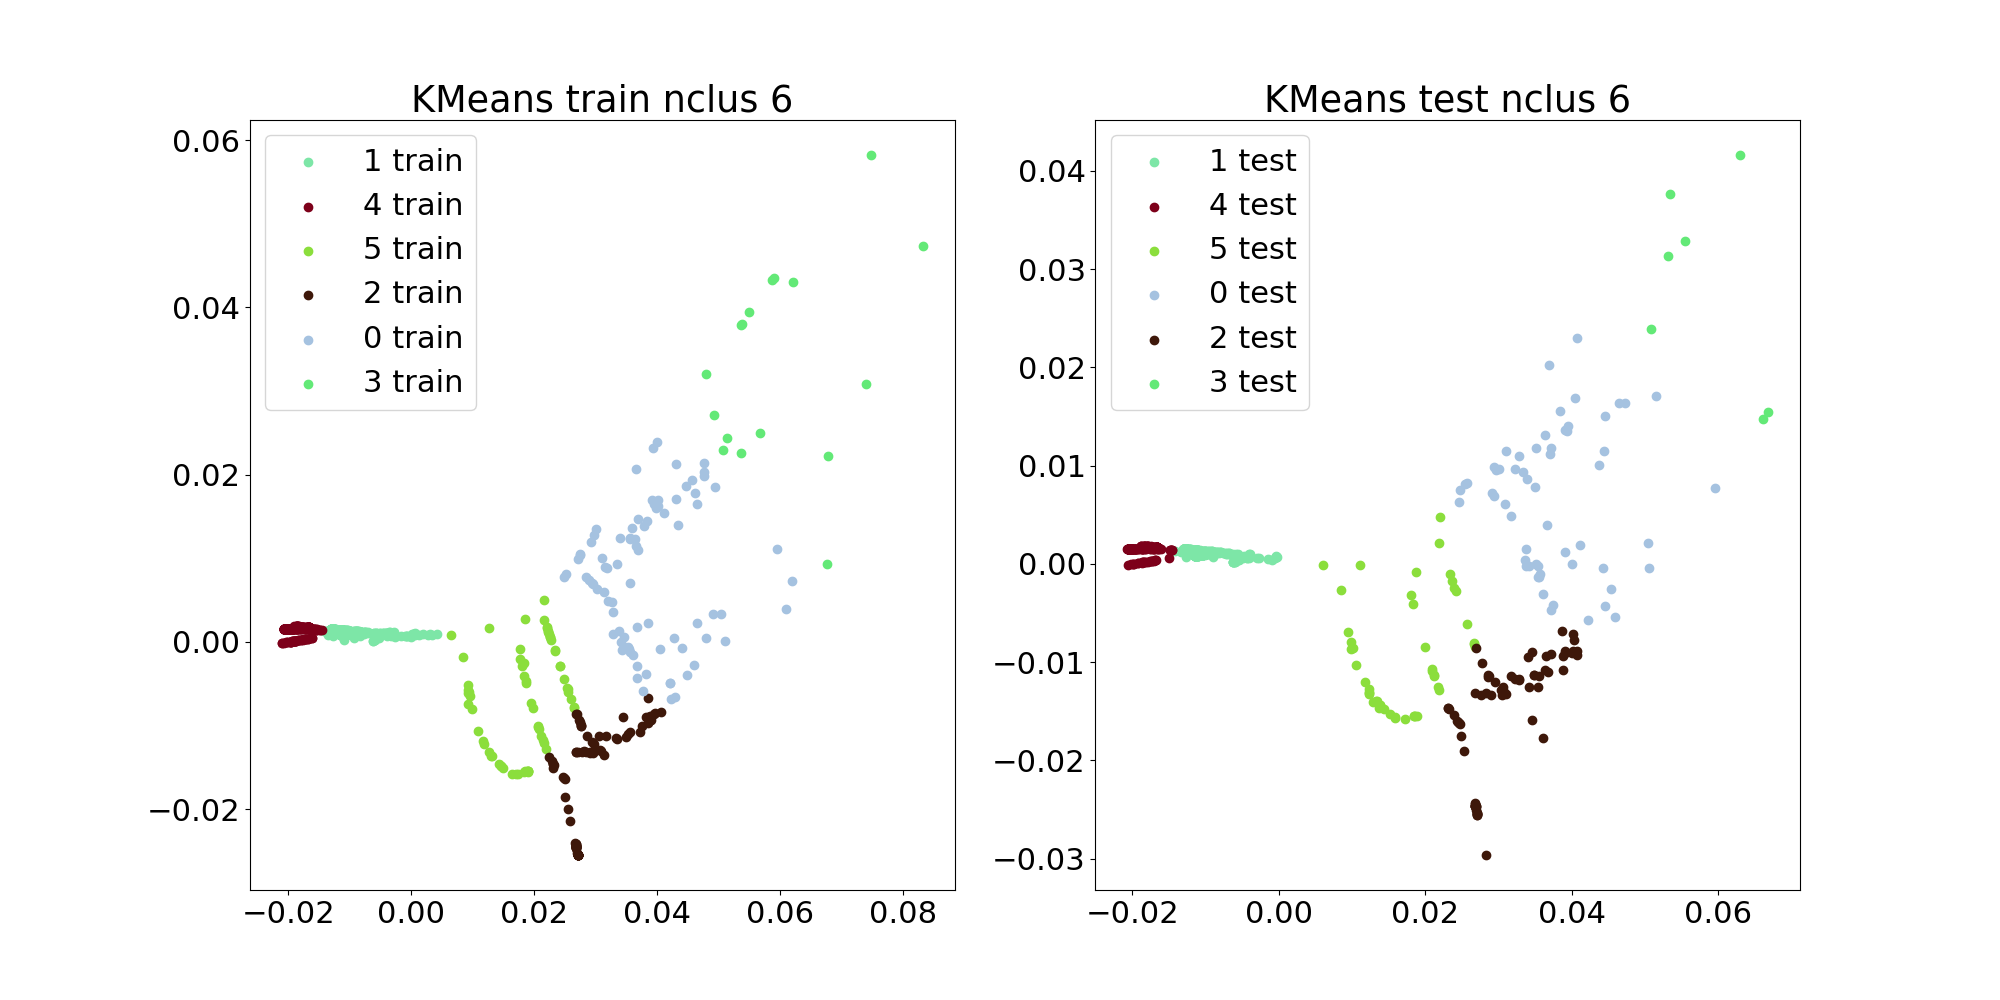 KMeans train nclus 6
0.06
0.04
0.02
0.00
−0.02
1 train
4 train
5 train
2 train
0 train
3 train
−0.02 0.00 0.02 0.04 0.06 0.08
KMeans test nclus 6
0.04
0.03
0.02
0.01
0.00
−0.01
−0.02
−0.03
1 test
4 test
5 test
0 test
2 test
3 test
−0.02 0.00 0.02 0.04 0.06